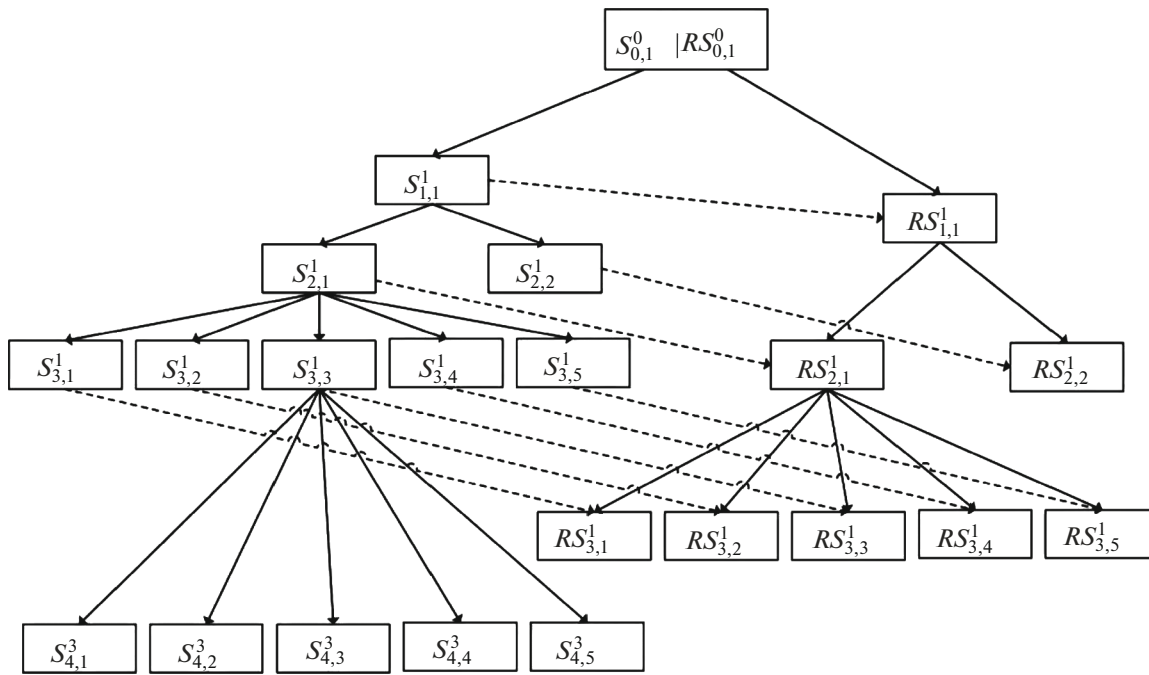 S^0_{0,1} |RS^0_{0,1}
S^1_{1,1}
RS^1_{1,1}
S^1_{2,1} S^1_{2,2}
S^1_{3,1} S^1_{3,2} S^1_{3,3} S^1_{3,4} S^1_{3,5} RS^1_{2,1} RS^1_{2,2}
RS^1_{3,1} RS^1_{3,2} RS^1_{3,3} RS^1_{3,4} RS^1_{3,5}
S^3_{4,1} S^3_{4,2} S^3_{4,3} S^3_{4,4} S^3_{4,5}